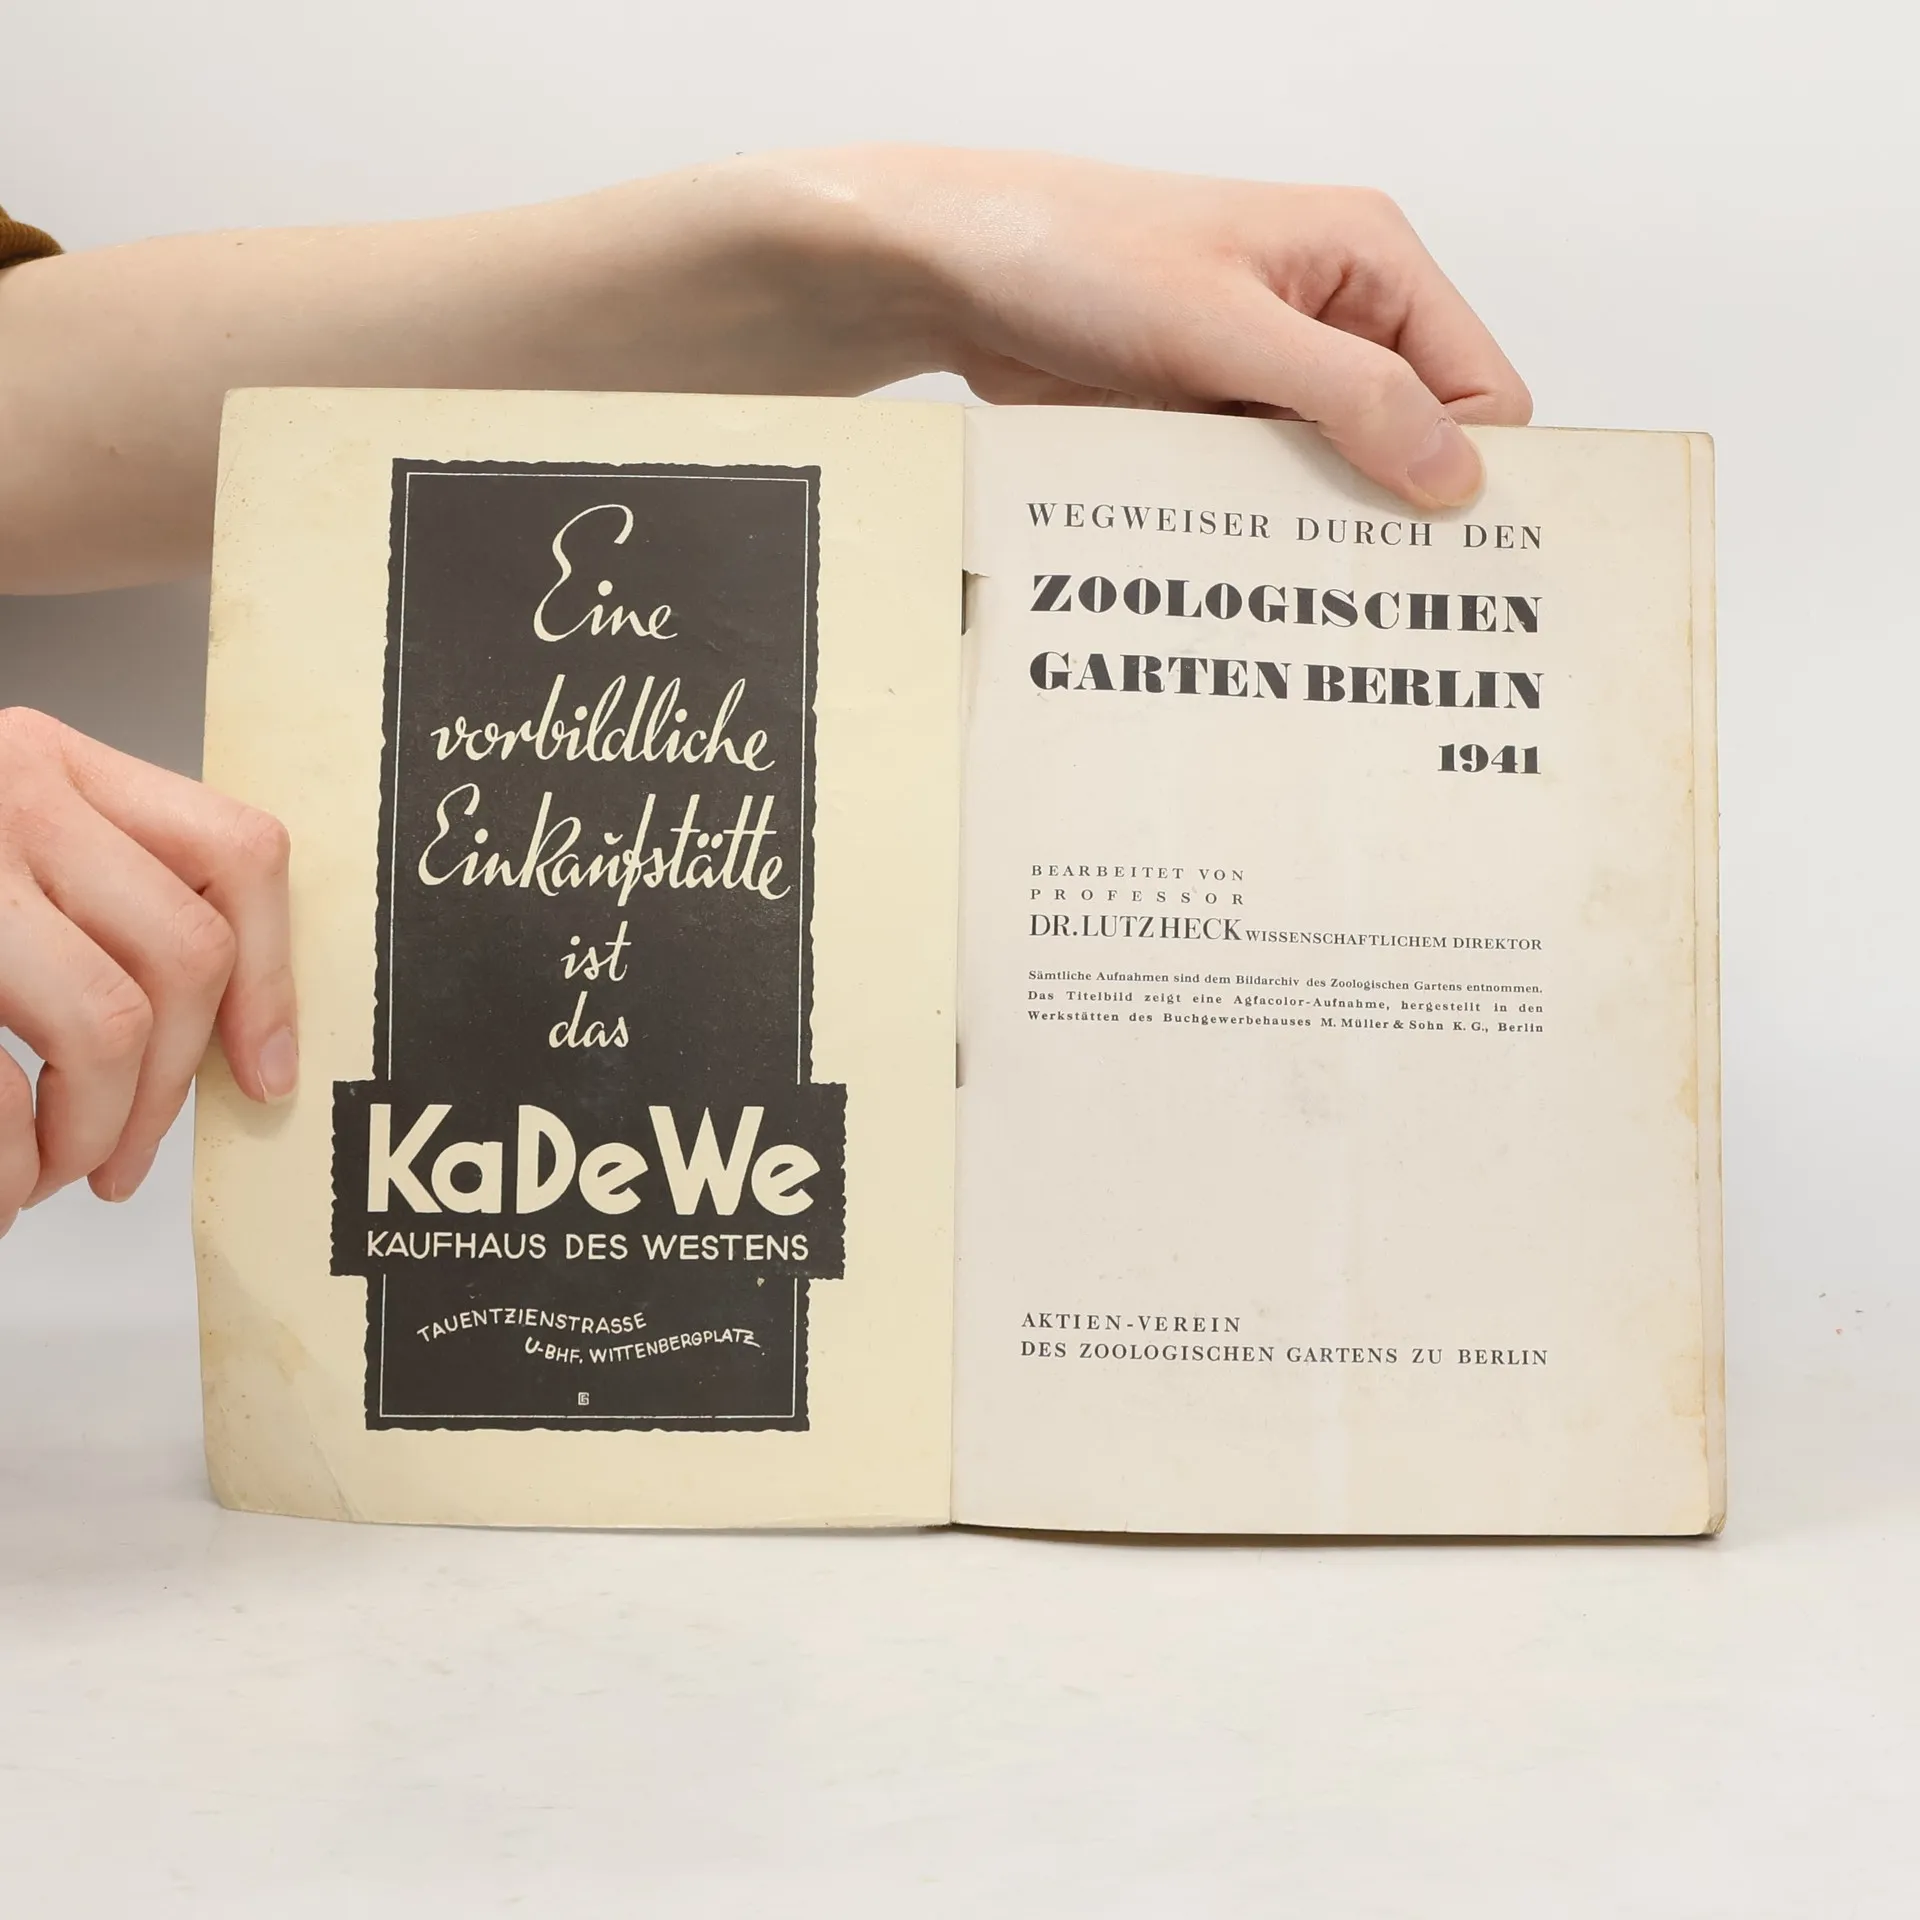 Eine
vorbildliche
Einkaufstätte
ist
das
KaDeWe
KAUFHAUS DES WESTENS
TAUENTZIENSTRASSE
U-BHF. WITTENBERGPLATZ
WEGWEISER DURCH DEN
ZOOLOGISCHEN
GARTEN BERLIN
1941
BEARBEITET VON
PROFESSOR
DR. LUTZ HECK WISSENSCHAFTLICHEM DIREKTOR
Sämtliche Aufnahmen sind dem Bildarchiv des Zoologischen Gartens entnommen.
Das Titelbild zeigt eine Agfacolor-Aufnahme, hergestellt in den
Werkstätten des Buchgewerbehauses M. Müller & Sohn K. G., Berlin
AKTIEN-VEREIN
DES ZOOLOGISCHEN GARTENS ZU BERLIN